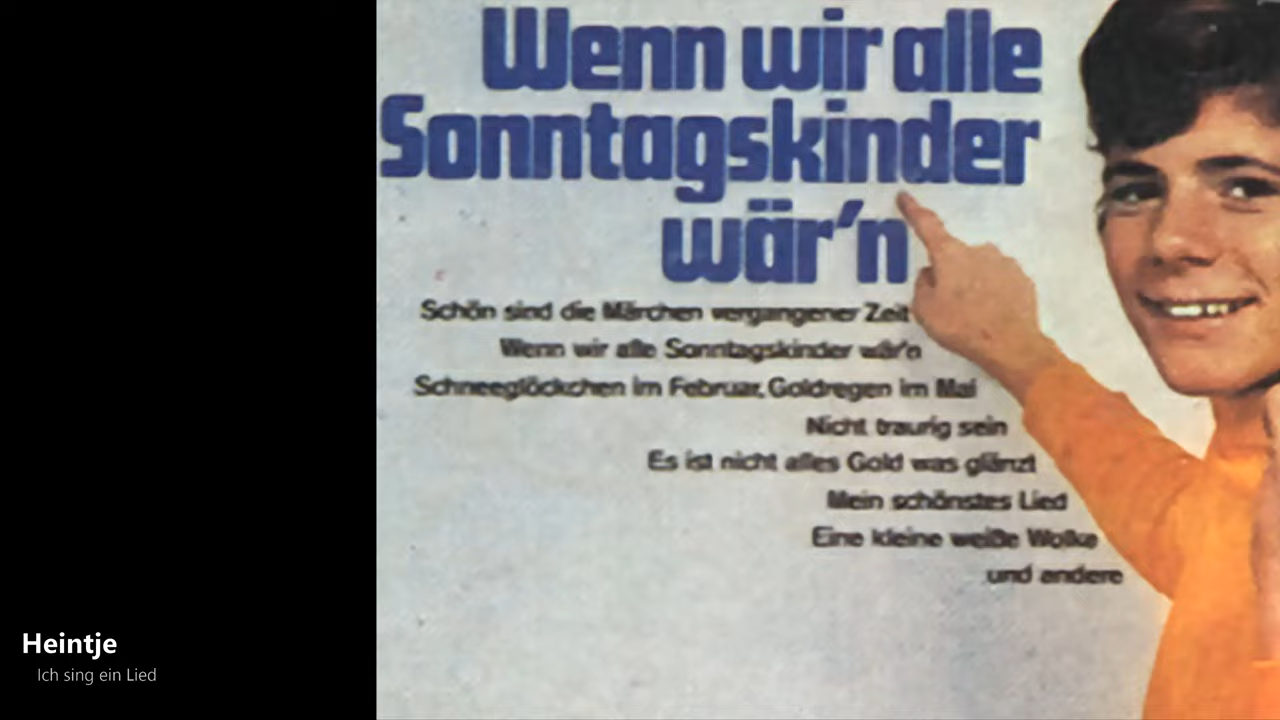 Wenn wir alle
Sonntagskinder
wär'n
Schön sind die Märchen vergangener Zeit
Wenn wir alle Sonntagskinder wär'n
Schneeglöckchen im Februar, Goldregen im Mai
Nicht traurig sein
Es ist nicht alles Gold was glänzt
Mein schönstes Lied
Eine kleine weiße Wolke
und andere
Heintje
Ich sing ein Lied